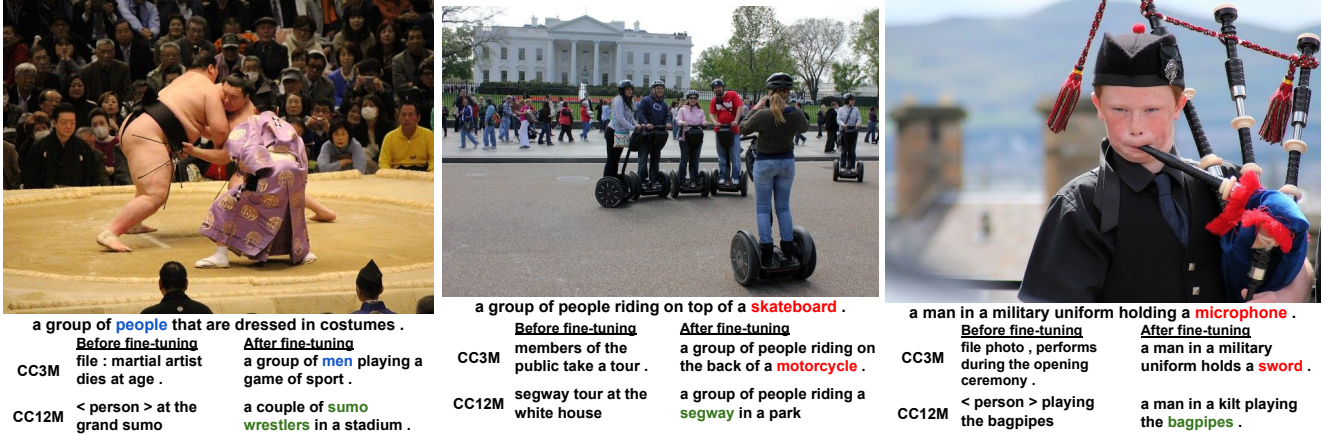 a group of people that are dressed in costumes .
Before fine-tuning After fine-tuning
CC3M
file : martial artist
dies at age .
a group of men playing a
game of sport .
CC12M
< person > at the
grand sumo
a couple of sumo
wrestlers in a stadium .
a group of people riding on top of a skateboard .
Before fine-tuning After fine-tuning
CC3M
members of the
public take a tour .
a group of people riding on
the back of a motorcycle .
CC12M
segway tour at the
white house
a group of people riding a
segway in a park
a man in a military uniform holding a microphone .
Before fine-tuning After fine-tuning
CC3M
file photo , performs
during the opening
ceremony .
a man in a military
uniform holds a sword .
CC12M
< person > playing
the bagpipes
a man in a kilt playing
the bagpipes .